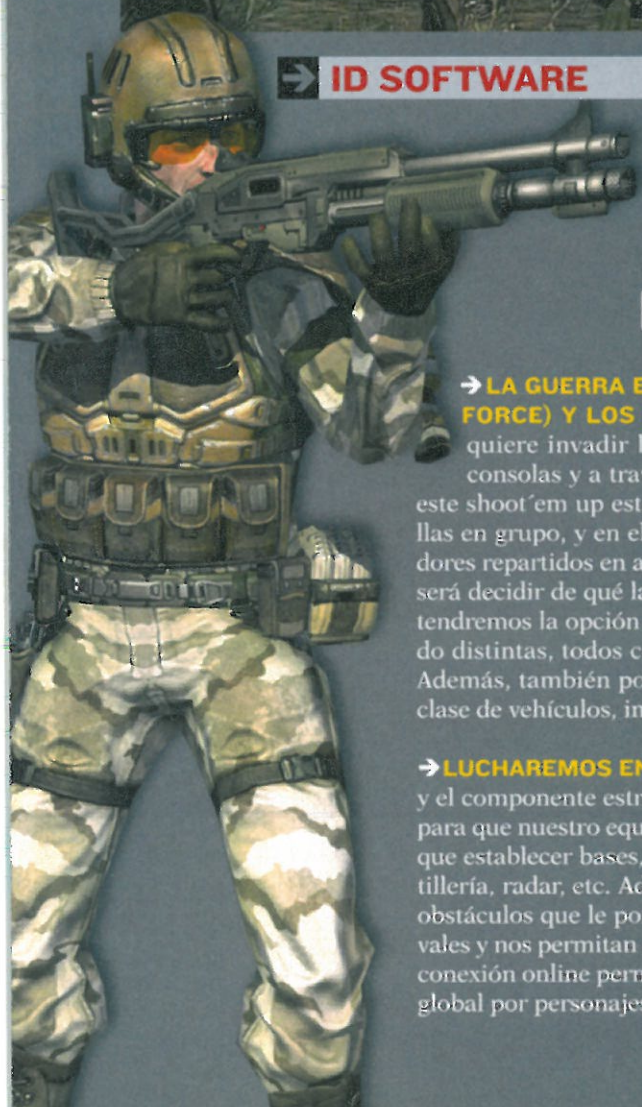 → ID SOFTWARE
→ LA GUERRA E
FORCE) Y LOS
quiere invadir l
consolas y a tra
este shoot´em up est
llas en grupo, y en el
dores repartidos en a
será decidir de qué la
tendremos la opción
do distintas, todos c
Además, también po
clase de vehículos, in
→ LUCHAREMOS EN
y el componente estr
para que nuestro equ
que establecer bases,
tillería, radar, etc. Ad
obstáculos que le po
vales y nos permitan
conexión online perm
global por personajes